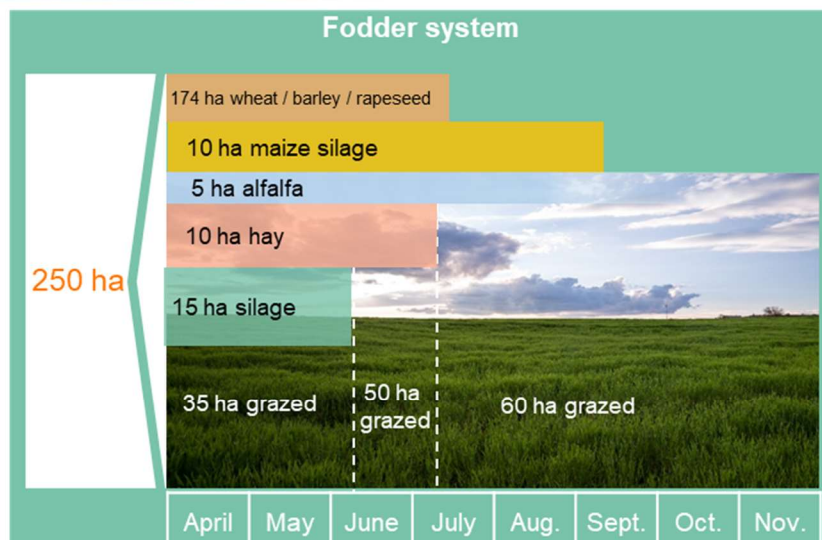 Fodder system
174 ha wheat / barley / rapeseed
10 ha maize silage
5 ha alfalfa
10 ha hay
250 ha
15 ha silage
35 ha grazed
50 ha
grazed
60 ha grazed
April May June July Aug. Sept. Oct. Nov.